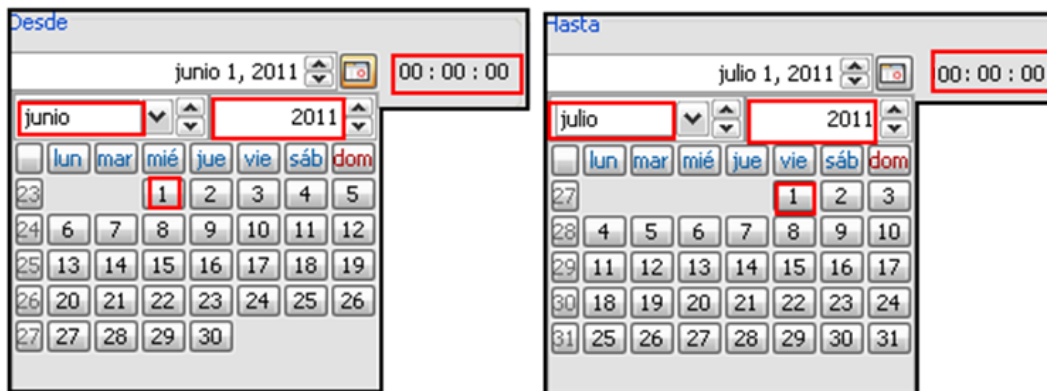 Desde
junio 1, 2011 00 : 00 : 00
junio 2011
lun mar mié jue vie sáb dom
23 1 2 3 4 5
24 6 7 8 9 10 11 12
25 13 14 15 16 17 18 19
26 20 21 22 23 24 25 26
27 27 28 29 30
Hasta
julio 1, 2011 00 : 00 : 00
julio 2011
lun mar mié jue vie sáb dom
27 1 2 3
28 4 5 6 7 8 9 10
29 11 12 13 14 15 16 17
30 18 19 20 21 22 23 24
31 25 26 27 28 29 30 31